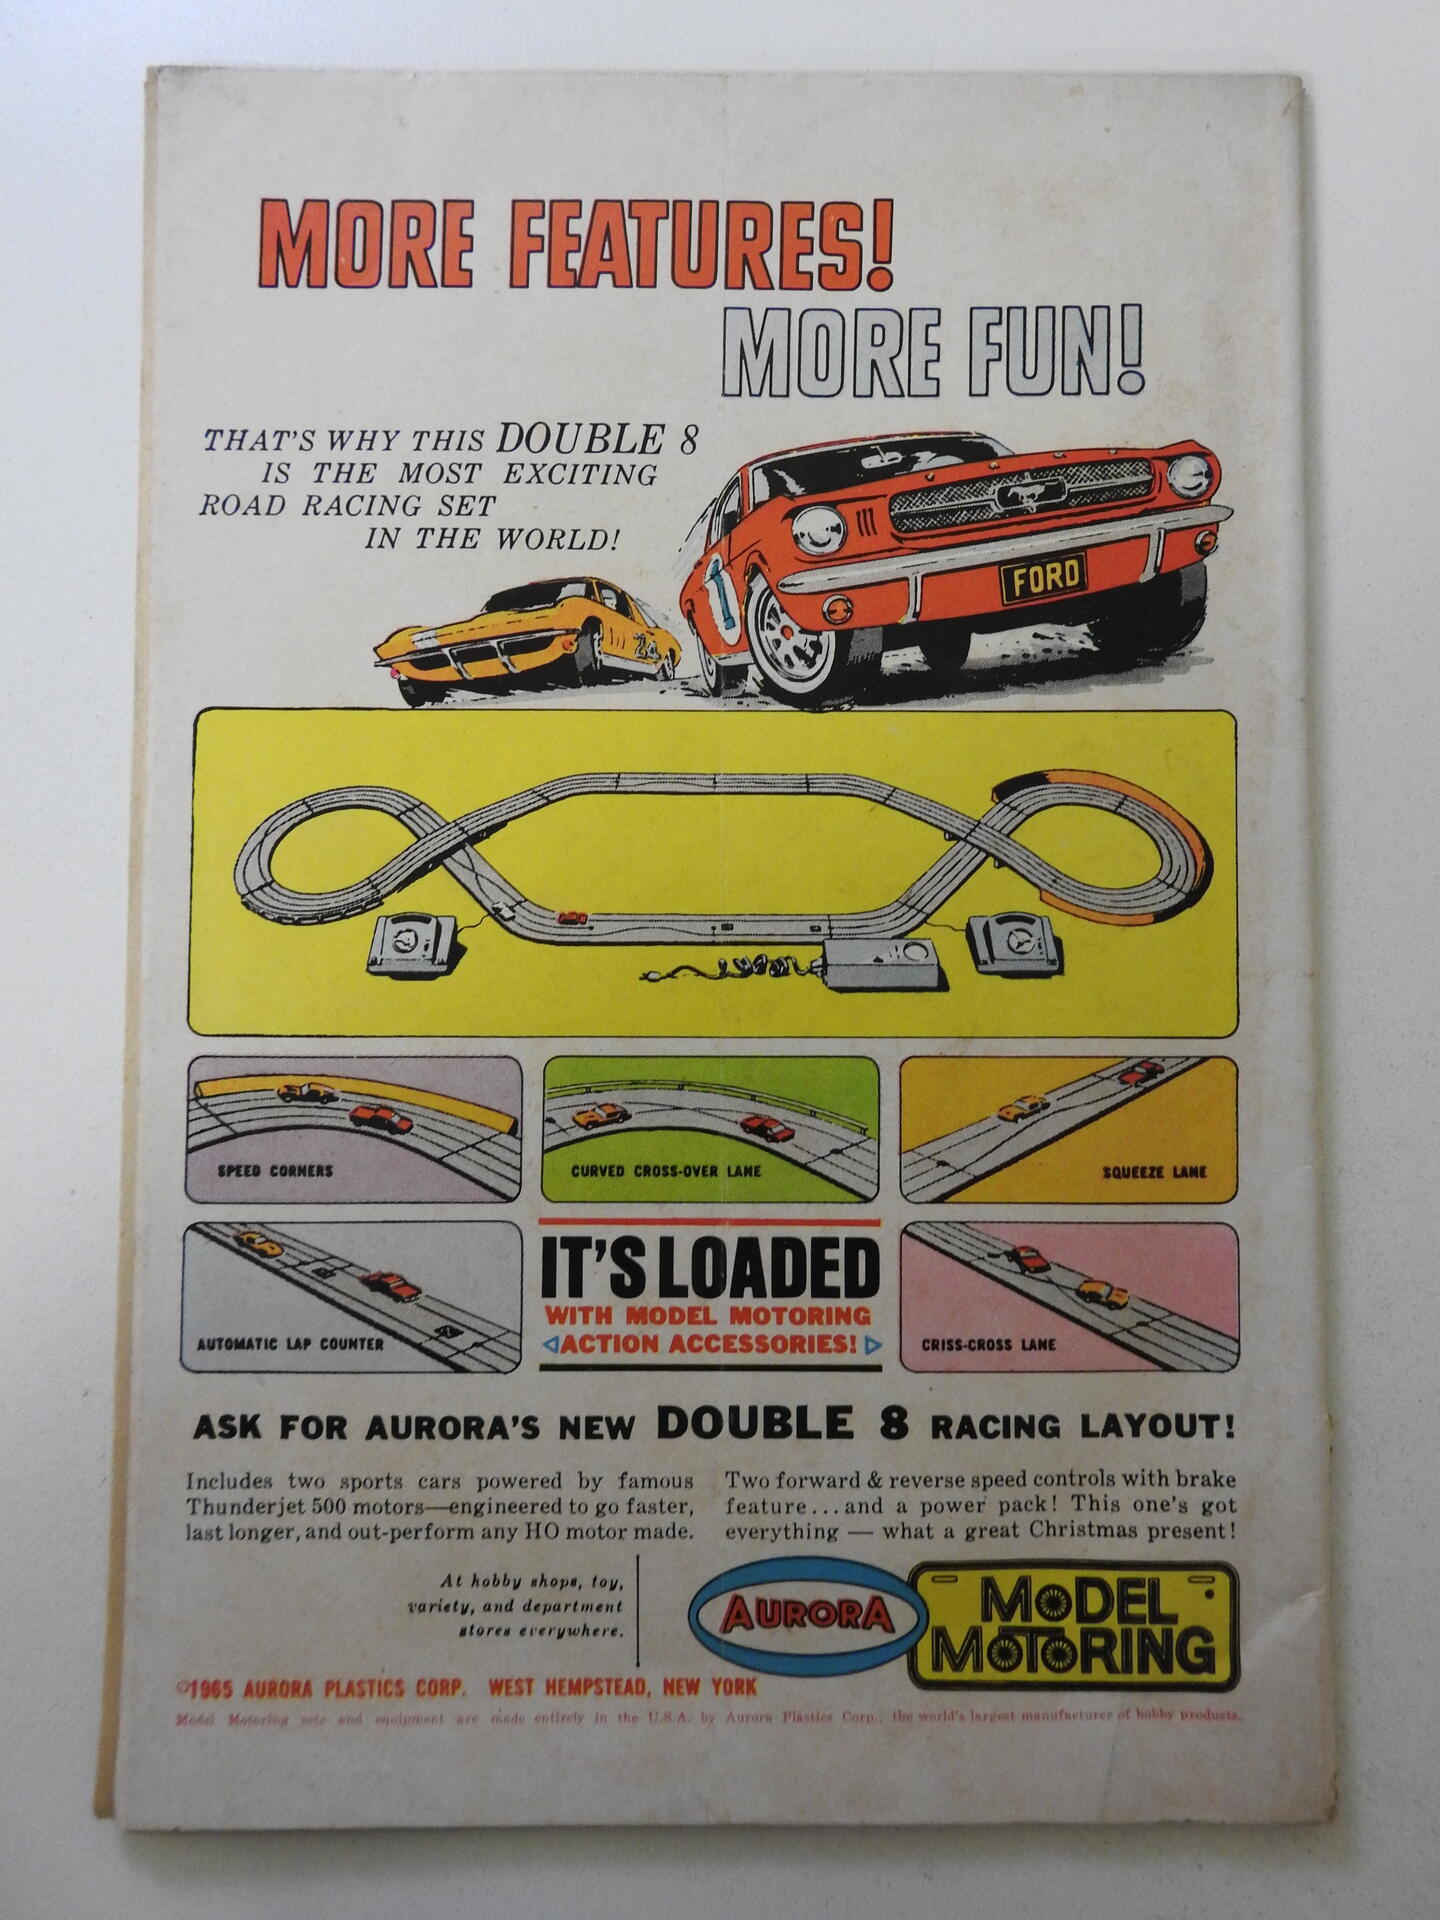 MORE FEATURES!
MORE FUN!
THAT'S WHY THIS DOUBLE 8
IS THE MOST EXCITING
ROAD RACING SET
IN THE WORLD!
FORD
1
24
SPEED CORNERS
CURVED CROSS-OVER LANE
SQUEEZE LANE
AUTOMATIC LAP COUNTER
IT'S LOADED
WITH MODEL MOTORING
ACTION ACCESSORIES!
CRISS-CROSS LANE
ASK FOR AURORA'S NEW DOUBLE 8 RACING LAYOUT!
Includes two sports cars powered by famous
Thunderjet 500 motors—engineered to go faster,
last longer, and out-perform any HO motor made.
Two forward & reverse speed controls with brake
feature...and a power pack! This one's got
everything — what a great Christmas present!
At hobby shops, toy,
variety, and department
stores everywhere.
AURORA
MODEL
MOTORING
©1965 AURORA PLASTICS CORP. WEST HEMPSTEAD, NEW YORK
Model Motoring sets and equipment are made entirely in the U.S.A. by Aurora Plastics Corp., the world's largest manufacturer of hobby products.